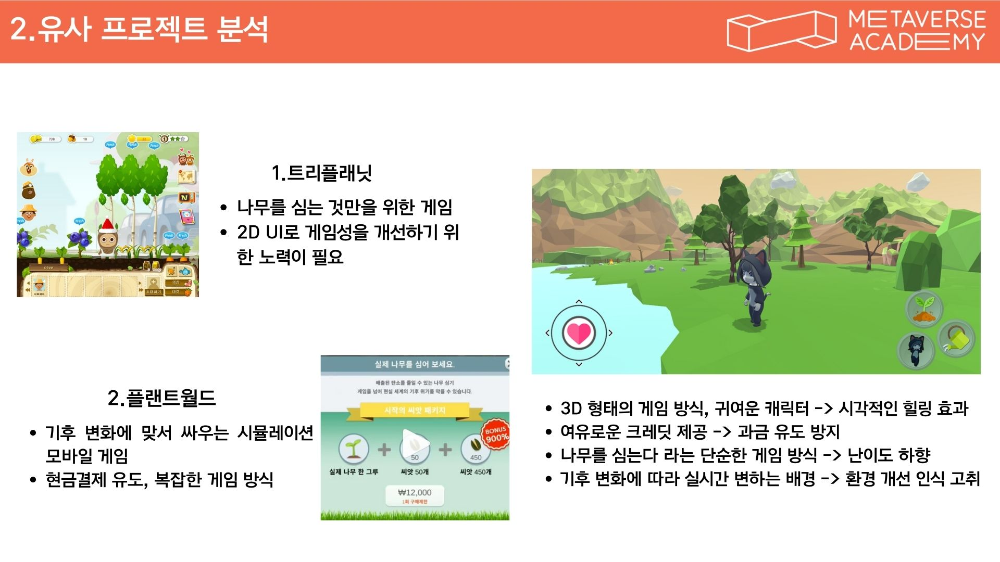 2.유사 프로젝트 분석
METAVERSE
ACADEMY
738
18
32
1
Fresh
Fresh
Fresh
Fresh
Fresh
Fresh
Fresh
N
olive
의상
초대하기
마켓
1.트리플래닛
• 나무를 심는 것만을 위한 게임
• 2D UI로 게임성을 개선하기 위
한 노력이 필요
2.플랜트월드
• 기후 변화에 맞서 싸우는 시뮬레이션
모바일 게임
• 현금결제 유도, 복잡한 게임 방식
실제 나무를 심어 보세요.
배출된 탄소를 줄일 수 있는 나무 심기
게임을 넘어 현실 세계의 기후 위기를 막을 수 있습니다.
시작의 씨앗 패키지
BONUS
900%
50
450
실제 나무 한 그루
씨앗 50개
씨앗 450개
₩12,000
1회 구매제한
• 3D 형태의 게임 방식, 귀여운 캐릭터 -> 시각적인 힐링 효과
• 여유로운 크레딧 제공 -> 과금 유도 방지
• 나무를 심는다 라는 단순한 게임 방식 -> 난이도 하향
• 기후 변화에 따라 실시간 변하는 배경 -> 환경 개선 인식 고취